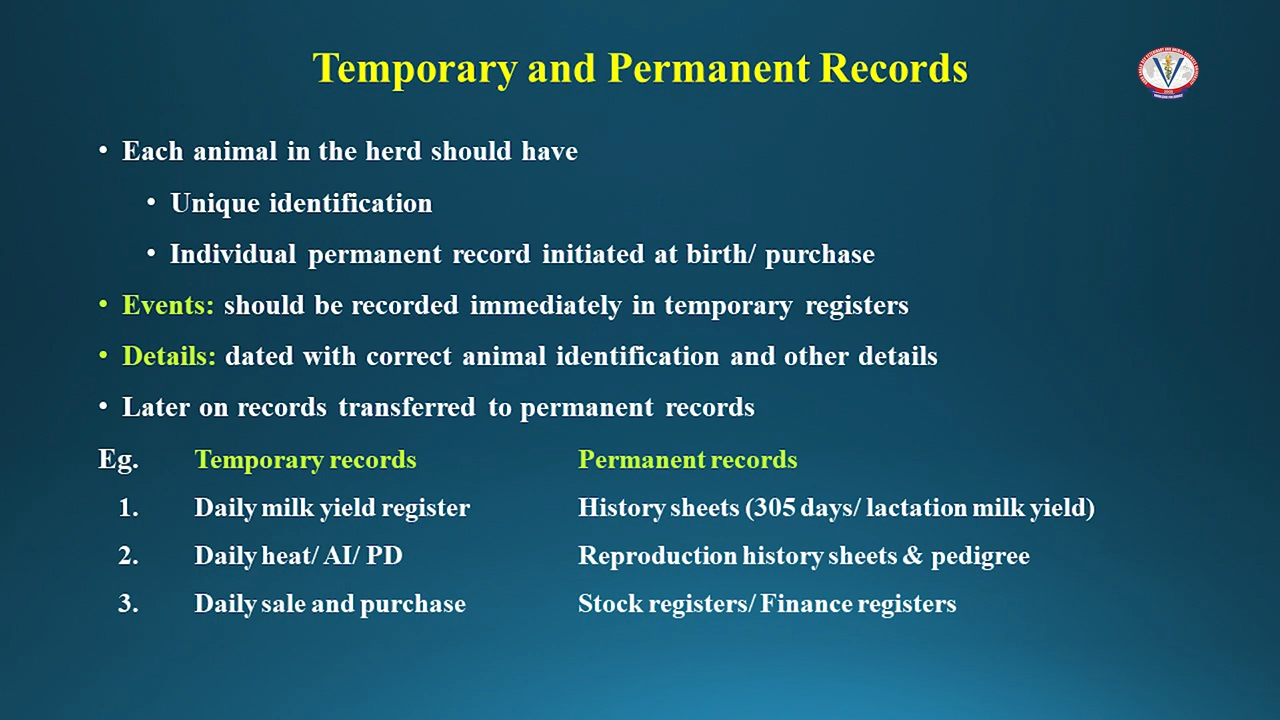 Temporary and Permanent Records
• Each animal in the herd should have
• Unique identification
• Individual permanent record initiated at birth/ purchase
• Events: should be recorded immediately in temporary registers
• Details: dated with correct animal identification and other details
• Later on records transferred to permanent records
Eg. Temporary records Permanent records
1. Daily milk yield register History sheets (305 days/ lactation milk yield)
2. Daily heat/ AI/ PD Reproduction history sheets & pedigree
3. Daily sale and purchase Stock registers/ Finance registers